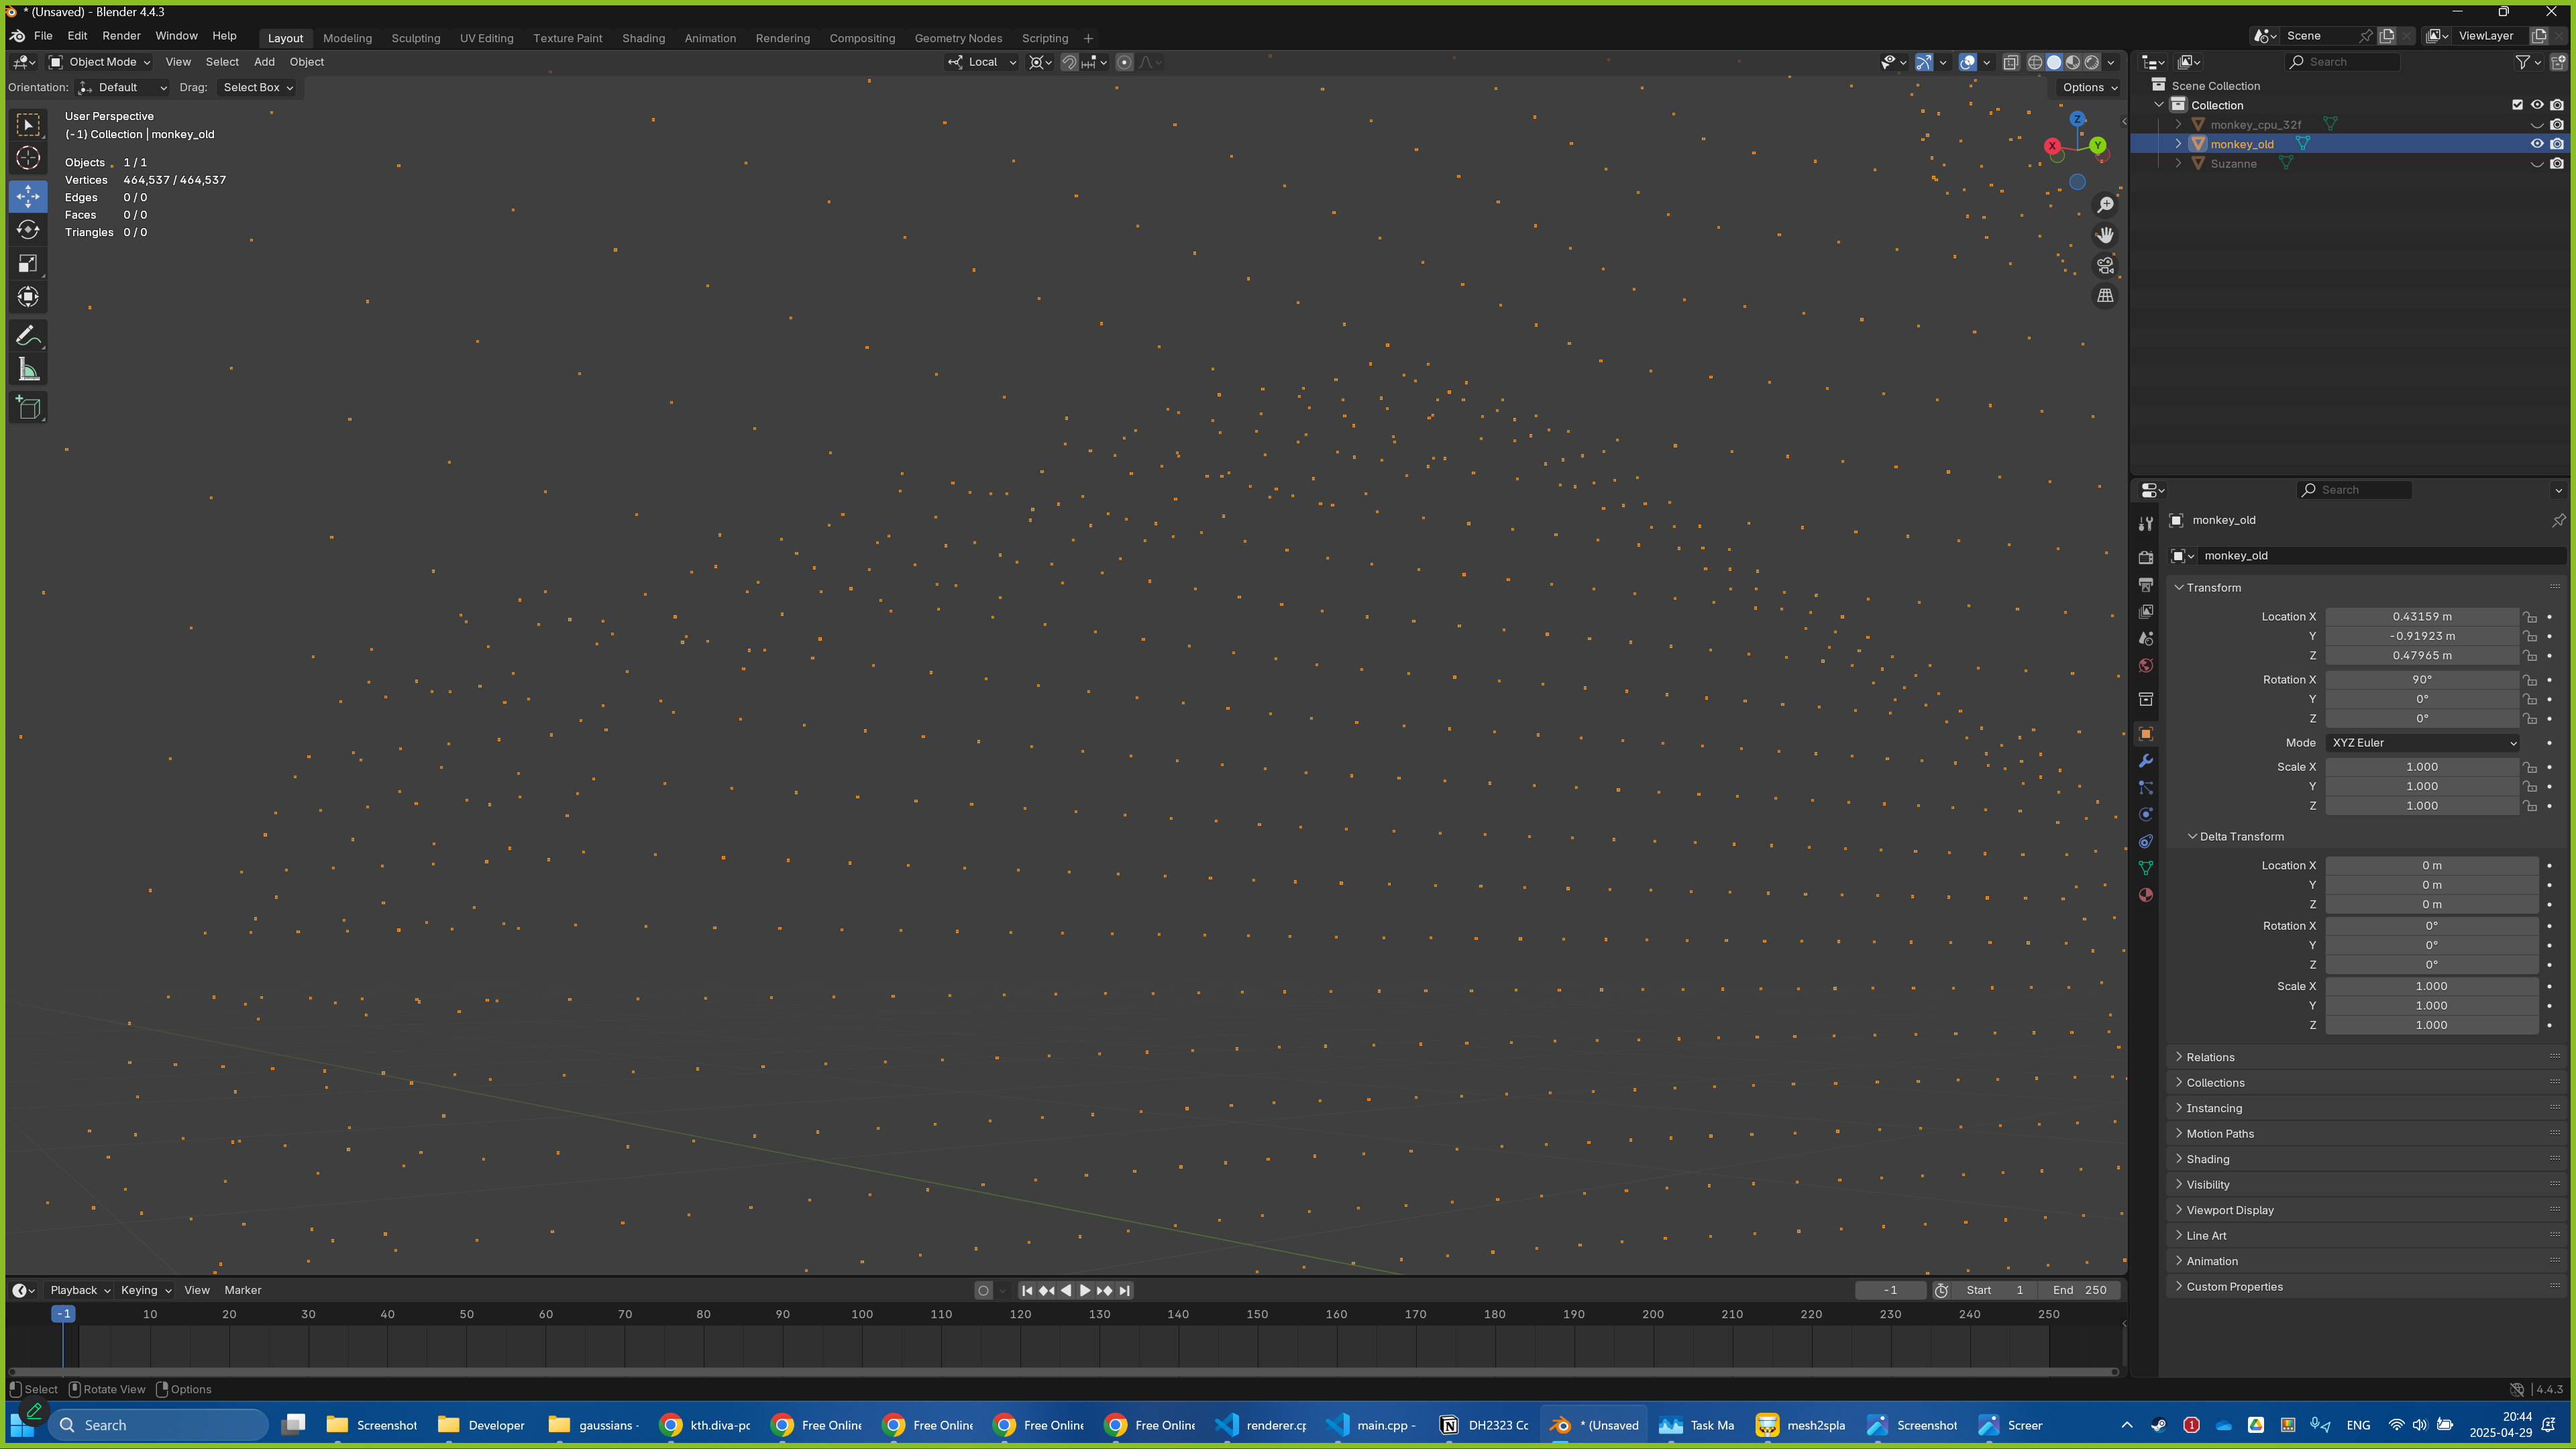 * (Unsaved) - Blender 4.4.3
File Edit Render Window Help Layout Modeling Sculpting UV Editing Texture Paint Shading Animation Rendering Compositing Geometry Nodes Scripting + Scene ViewLayer
Object Mode View Select Add Object Local Search
Orientation: Default Drag: Select Box Options
Scene Collection
Collection
monkey_cpu_32f
monkey_old
Suzanne
User Perspective
(-1) Collection | monkey_old
Objects 1 / 1
Vertices 464,537 / 464,537
Edges 0 / 0
Faces 0 / 0
Triangles 0 / 0
Z
X
Y
Search
monkey_old
monkey_old
Transform
Location X 0.43159 m
Y -0.91923 m
Z 0.47965 m
Rotation X 90°
Y 0°
Z 0°
Mode XYZ Euler
Scale X 1.000
Y 1.000
Z 1.000
Delta Transform
Location X 0 m
Y 0 m
Z 0 m
Rotation X 0°
Y 0°
Z 0°
Scale X 1.000
Y 1.000
Z 1.000
Relations
Collections
Instancing
Motion Paths
Shading
Visibility
Viewport Display
Line Art
Animation
Custom Properties
Playback Keying View Marker -1 Start 1 End 250
-1 10 20 30 40 50 60 70 80 90 100 110 120 130 140 150 160 170 180 190 200 210 220 230 240 250
Select Rotate View Options 4.4.3
Search Screenshot Developer gaussians - kth.diva-pc Free Online Free Online Free Online Free Online renderer.cp main.cpp - DH2323 Cc * (Unsaved Task Ma mesh2spla Screenshot Screer ENG 20:44
2025-04-29